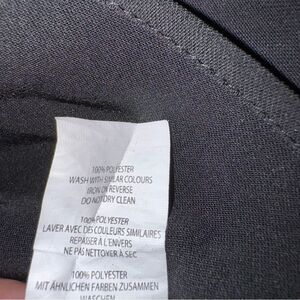 100% POLYESTER
WASH WITH SIMILAR COLOURS
IRON ON REVERSE
DO NOT DRY CLEAN
100% POLYESTER
LAVER AVEC DES COULEURS SIMILAIRES
REPASSER À L'ENVERS
NE PAS NETTOYER À SEC
100% POLYESTER
MIT ÄHNLICHEN FARBEN ZUSAMMEN
WASCHEN